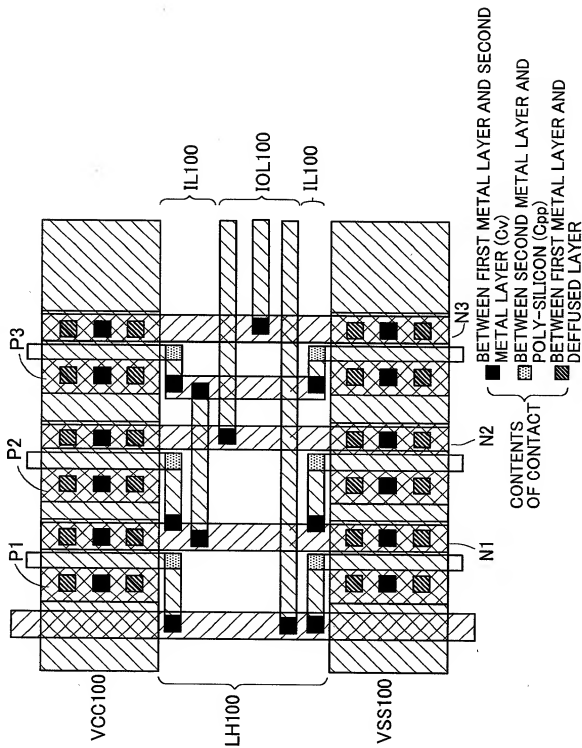 P1
P2
P3
VCC100
LH100
VSS100
IL100
IOL100
IL100
N1
N2
N3
CONTENTS
OF CONTACT
BETWEEN FIRST METAL LAYER AND SECOND
METAL LAYER (Cv)
BETWEEN SECOND METAL LAYER AND
POLY-SILICON (Cpp)
BETWEEN FIRST METAL LAYER AND
DEFFUSED LAYER